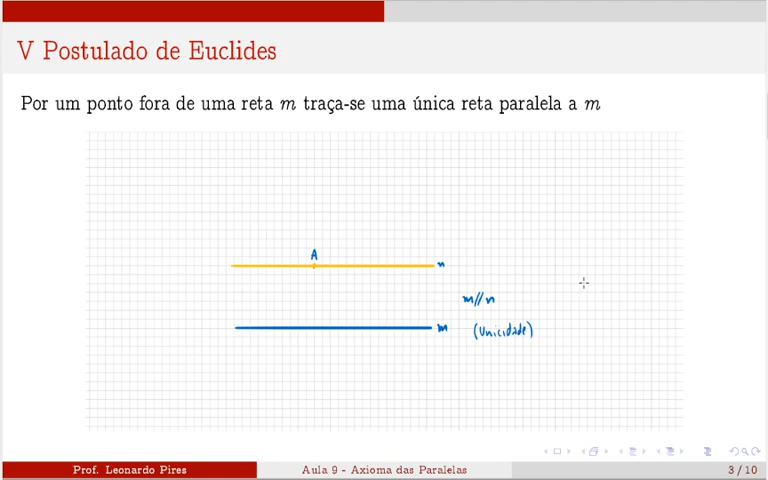 V Postulado de Euclides
Por um ponto fora de uma reta m traça-se uma única reta paralela a m
A
n
m//n
m (Unicidade)
Prof. Leonardo Pires Aula 9 - Axioma das Paralelas 3 / 10